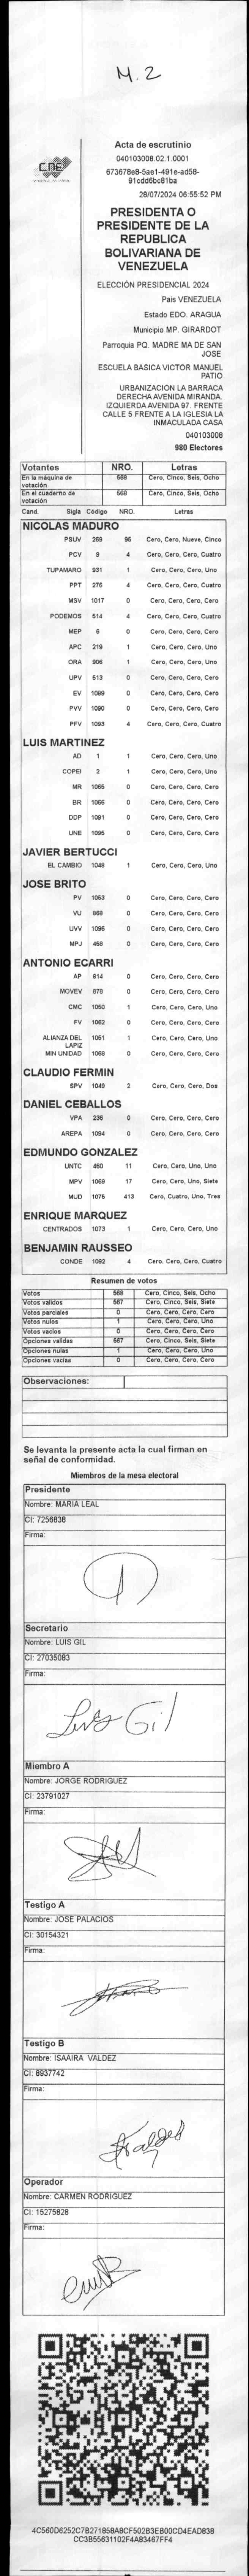 M.2
CNE
Acta de escrutinio
040103008.02.1.0001
673678e8-5ae1-491e-ad58-
91cdd6bc81ba
28/07/2024 06:55:52 PM
PRESIDENTA O
PRESIDENTE DE LA
REPUBLICA
BOLIVARIANA DE
VENEZUELA
ELECCIÓN PRESIDENCIAL 2024
Pais VENEZUELA
Estado EDO. ARAGUA
Municipio MP. GIRARDOT
Parroquia PQ. MADRE MA DE SAN
JOSE
ESCUELA BASICA VICTOR MANUEL
PATIO
URBANIZACIÓN LA BARRACA
DERECHA AVENIDA MIRANDA.
IZQUIERDA AVENIDA 97. FRENTE
CALLE 5 FRENTE A LA IGLESIA LA
INMACULADA CASA
040103008
980 Electores
Votantes NRO. Letras
En la máquina de votación 568 Cero, Cinco, Seis, Ocho
En el cuaderno de votación 568 Cero, Cinco, Seis, Ocho
Cand. Sigla Código NRO. Letras
NICOLAS MADURO
PSUV 269 95 Cero, Cero, Nueve, Cinco
PCV 9 4 Cero, Cero, Cero, Cuatro
TUPAMARO 931 1 Cero, Cero, Cero, Uno
PPT 276 4 Cero, Cero, Cero, Cuatro
MSV 1017 0 Cero, Cero, Cero, Cero
PODEMOS 514 4 Cero, Cero, Cero, Cuatro
MEP 6 0 Cero, Cero, Cero, Cero
APC 219 1 Cero, Cero, Cero, Uno
ORA 906 1 Cero, Cero, Cero, Uno
UPV 613 0 Cero, Cero, Cero, Cero
EV 1089 0 Cero, Cero, Cero, Cero
PVV 1090 0 Cero, Cero, Cero, Cero
PFV 1093 4 Cero, Cero, Cero, Cuatro
LUIS MARTINEZ
AD 1 1 Cero, Cero, Cero, Uno
COPEI 2 1 Cero, Cero, Cero, Uno
MR 1065 0 Cero, Cero, Cero, Cero
BR 1066 0 Cero, Cero, Cero, Cero
DDP 1091 0 Cero, Cero, Cero, Cero
UNE 1095 0 Cero, Cero, Cero, Cero
JAVIER BERTUCCI
EL CAMBIO 1048 1 Cero, Cero, Cero, Uno
JOSE BRITO
PV 1053 0 Cero, Cero, Cero, Cero
VU 868 0 Cero, Cero, Cero, Cero
UVV 1096 0 Cero, Cero, Cero, Cero
MPJ 458 0 Cero, Cero, Cero, Cero
ANTONIO ECARRI
AP 614 0 Cero, Cero, Cero, Cero
MOVEV 878 0 Cero, Cero, Cero, Cero
CMC 1050 1 Cero, Cero, Cero, Uno
FV 1062 0 Cero, Cero, Cero, Cero
ALIANZA DEL LAPIZ 1051 1 Cero, Cero, Cero, Uno
MIN UNIDAD 1068 0 Cero, Cero, Cero, Cero
CLAUDIO FERMIN
SPV 1049 2 Cero, Cero, Cero, Dos
DANIEL CEBALLOS
VPA 236 0 Cero, Cero, Cero, Cero
AREPA 1094 0 Cero, Cero, Cero, Cero
EDMUNDO GONZALEZ
UNTC 460 11 Cero, Cero, Uno, Uno
MPV 1069 17 Cero, Cero, Uno, Siete
MUD 1075 413 Cero, Cuatro, Uno, Tres
ENRIQUE MARQUEZ
CENTRADOS 1073 1 Cero, Cero, Cero, Uno
BENJAMIN RAUSSEO
CONDE 1092 4 Cero, Cero, Cero, Cuatro
Resumen de votos
Votos 568 Cero, Cinco, Seis, Ocho
Votos validos 567 Cero, Cinco, Seis, Siete
Votos parciales 0 Cero, Cero, Cero, Cero
Votos nulos 1 Cero, Cero, Cero, Uno
Votos vacios 0 Cero, Cero, Cero, Cero
Opciones validas 567 Cero, Cinco, Seis, Siete
Opciones nulas 1 Cero, Cero, Cero, Uno
Opciones vacias 0 Cero, Cero, Cero, Cero
Observaciones:
Se levanta la presente acta la cual firman en
señal de conformidad.
Miembros de la mesa electoral
Presidente
Nombre: MARIA LEAL
CI: 7256838
Firma:
Secretario
Nombre: LUIS GIL
CI: 27035083
Firma:
Luis Gil
Miembro A
Nombre: JORGE RODRIGUEZ
CI: 23791027
Firma:
Testigo A
Nombre: JOSE PALACIOS
CI: 30154321
Firma:
Testigo B
Nombre: ISAAIRA VALDEZ
CI: 8937742
Firma:
Operador
Nombre: CARMEN RODRIGUEZ
CI: 15275828
Firma:
4C560D6252C7B271858A8CF502B3EB00CD4EAD838
CC3B55631102F4A83467FF4